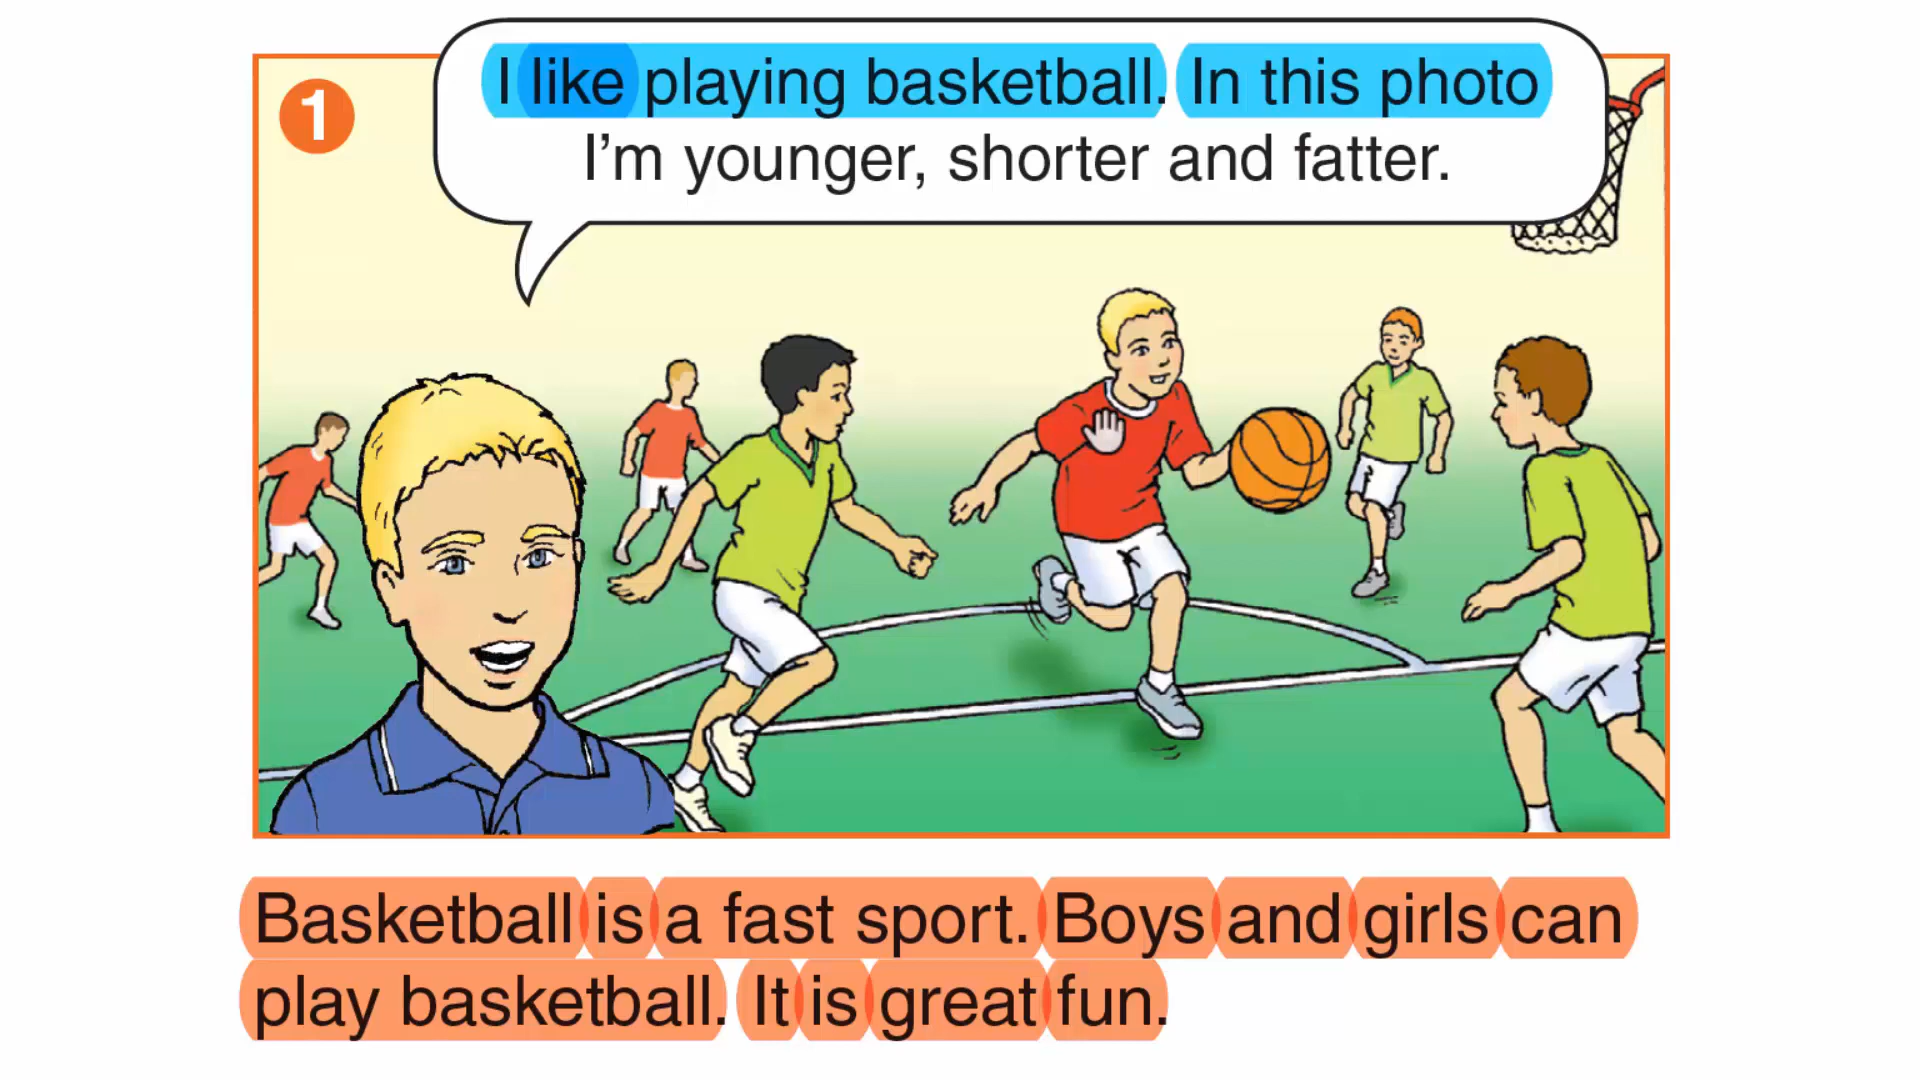 1
I like playing basketball. In this photo
I'm younger, shorter and fatter.
Basketball is a fast sport. Boys and girls can
play basketball. It is great fun.